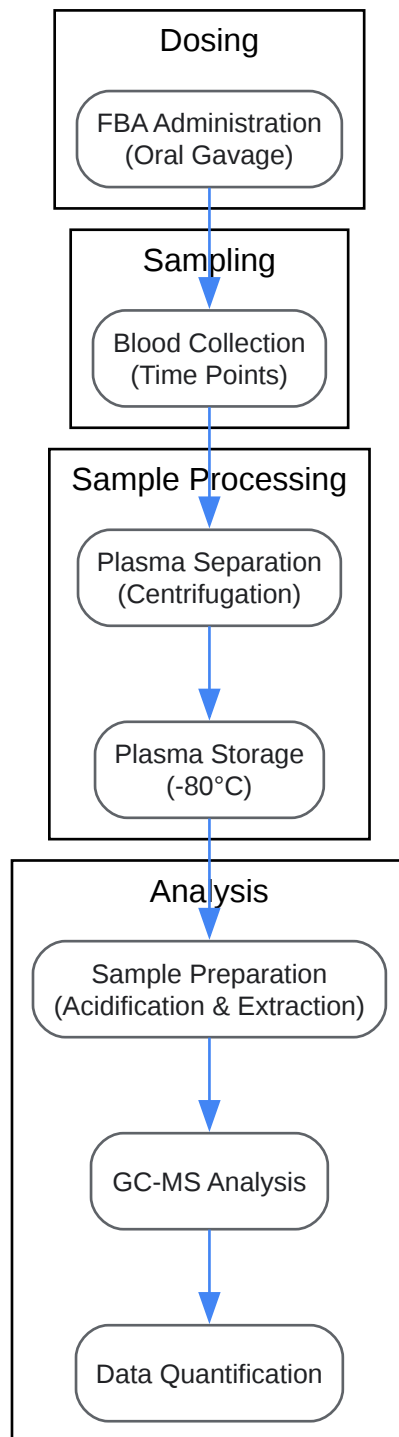 Dosing
FBA Administration
(Oral Gavage)
Sampling
Blood Collection
(Time Points)
Sample Processing
Plasma Separation
(Centrifugation)
Plasma Storage
(-80°C)
Analysis
Sample Preparation
(Acidification & Extraction)
GC-MS Analysis
Data Quantification